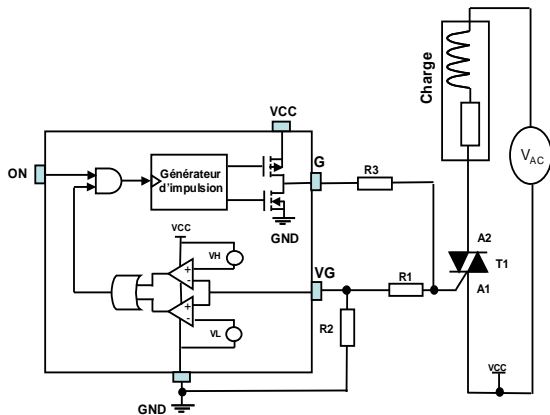 Charge
VAC
VCC
ON
Générateur
d'impulsion
G
R3
GND
A2
T1
A1
VCC
VH
+
-
VG
R1
+
-
VL
R2
VCC
GND